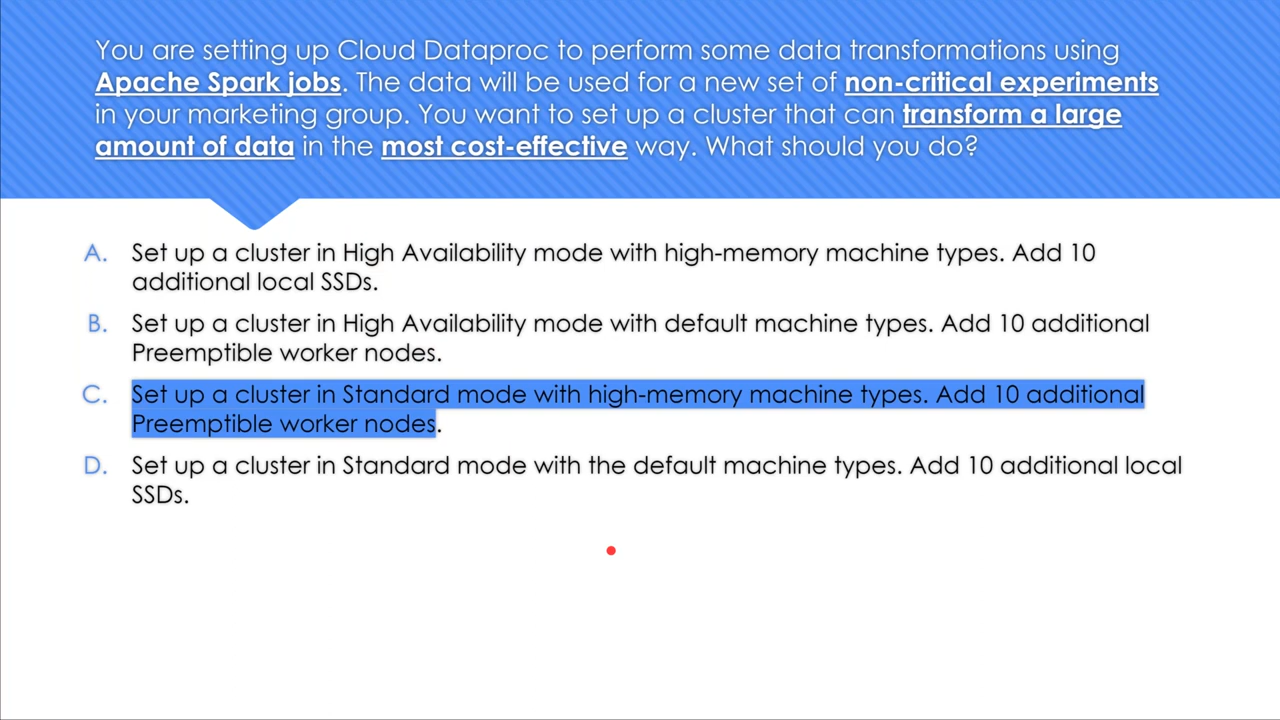 You are setting up Cloud Dataproc to perform some data transformations using
Apache Spark jobs. The data will be used for a new set of non-critical experiments
in your marketing group. You want to set up a cluster that can transform a large
amount of data in the most cost-effective way. What should you do?
A. Set up a cluster in High Availability mode with high-memory machine types. Add 10
additional local SSDs.
B. Set up a cluster in High Availability mode with default machine types. Add 10 additional
Preemptible worker nodes.
C. Set up a cluster in Standard mode with high-memory machine types. Add 10 additional
Preemptible worker nodes.
D. Set up a cluster in Standard mode with the default machine types. Add 10 additional local
SSDs.